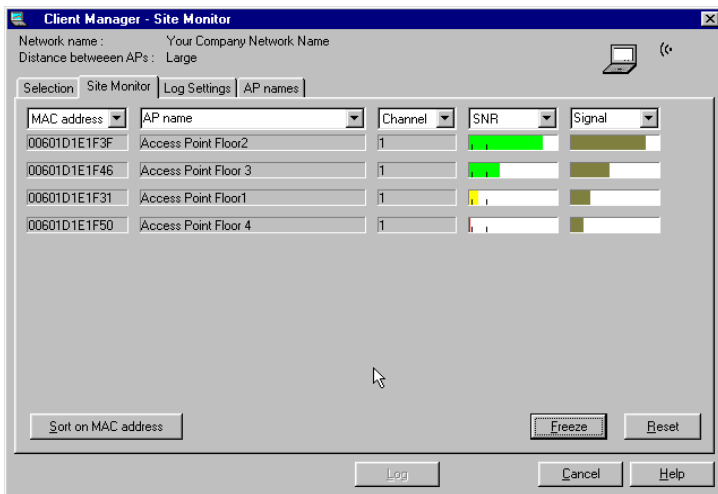 Client Manager - Site Monitor
Network name : Your Company Network Name
Distance betweeen APs : Large
Selection Site Monitor Log Settings AP names
MAC address AP name Channel SNR Signal
00601D1E1F3F Access Point Floor2 1
00601D1E1F46 Access Point Floor 3 1
00601D1E1F31 Access Point Floor1 1
00601D1E1F50 Access Point Floor 4 1
Sort on MAC address Freeze Reset
Log Cancel Help